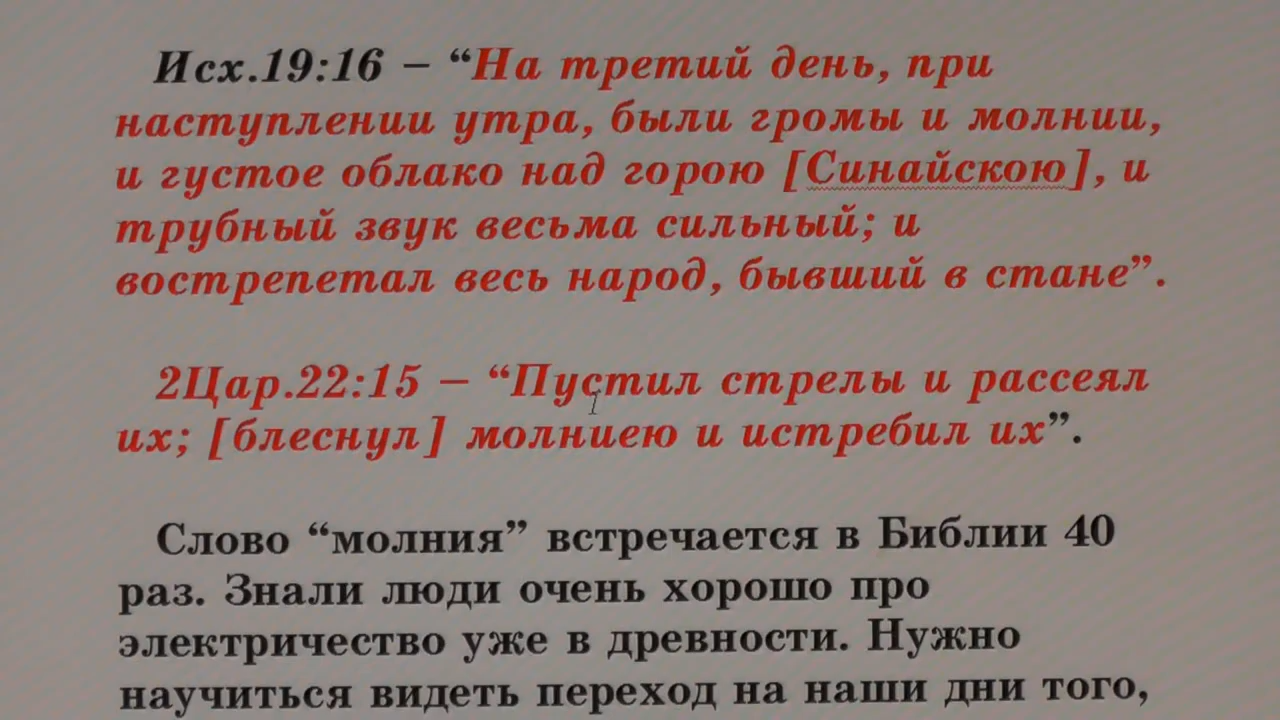 Исх.19:16 – “На третий день, при
наступлении утра, были громы и молнии,
и густое облако над горою [Синайскою], и
трубный звук весьма сильный; и
вострепетал весь народ, бывший в стане”.
2Цар.22:15 – “Пустил стрелы и рассеял
их; [блеснул] молниею и истребил их”.
Слово “молния” встречается в Библии 40
раз. Знали люди очень хорошо про
электричество уже в древности. Нужно
научиться видеть переход на наши дни того,